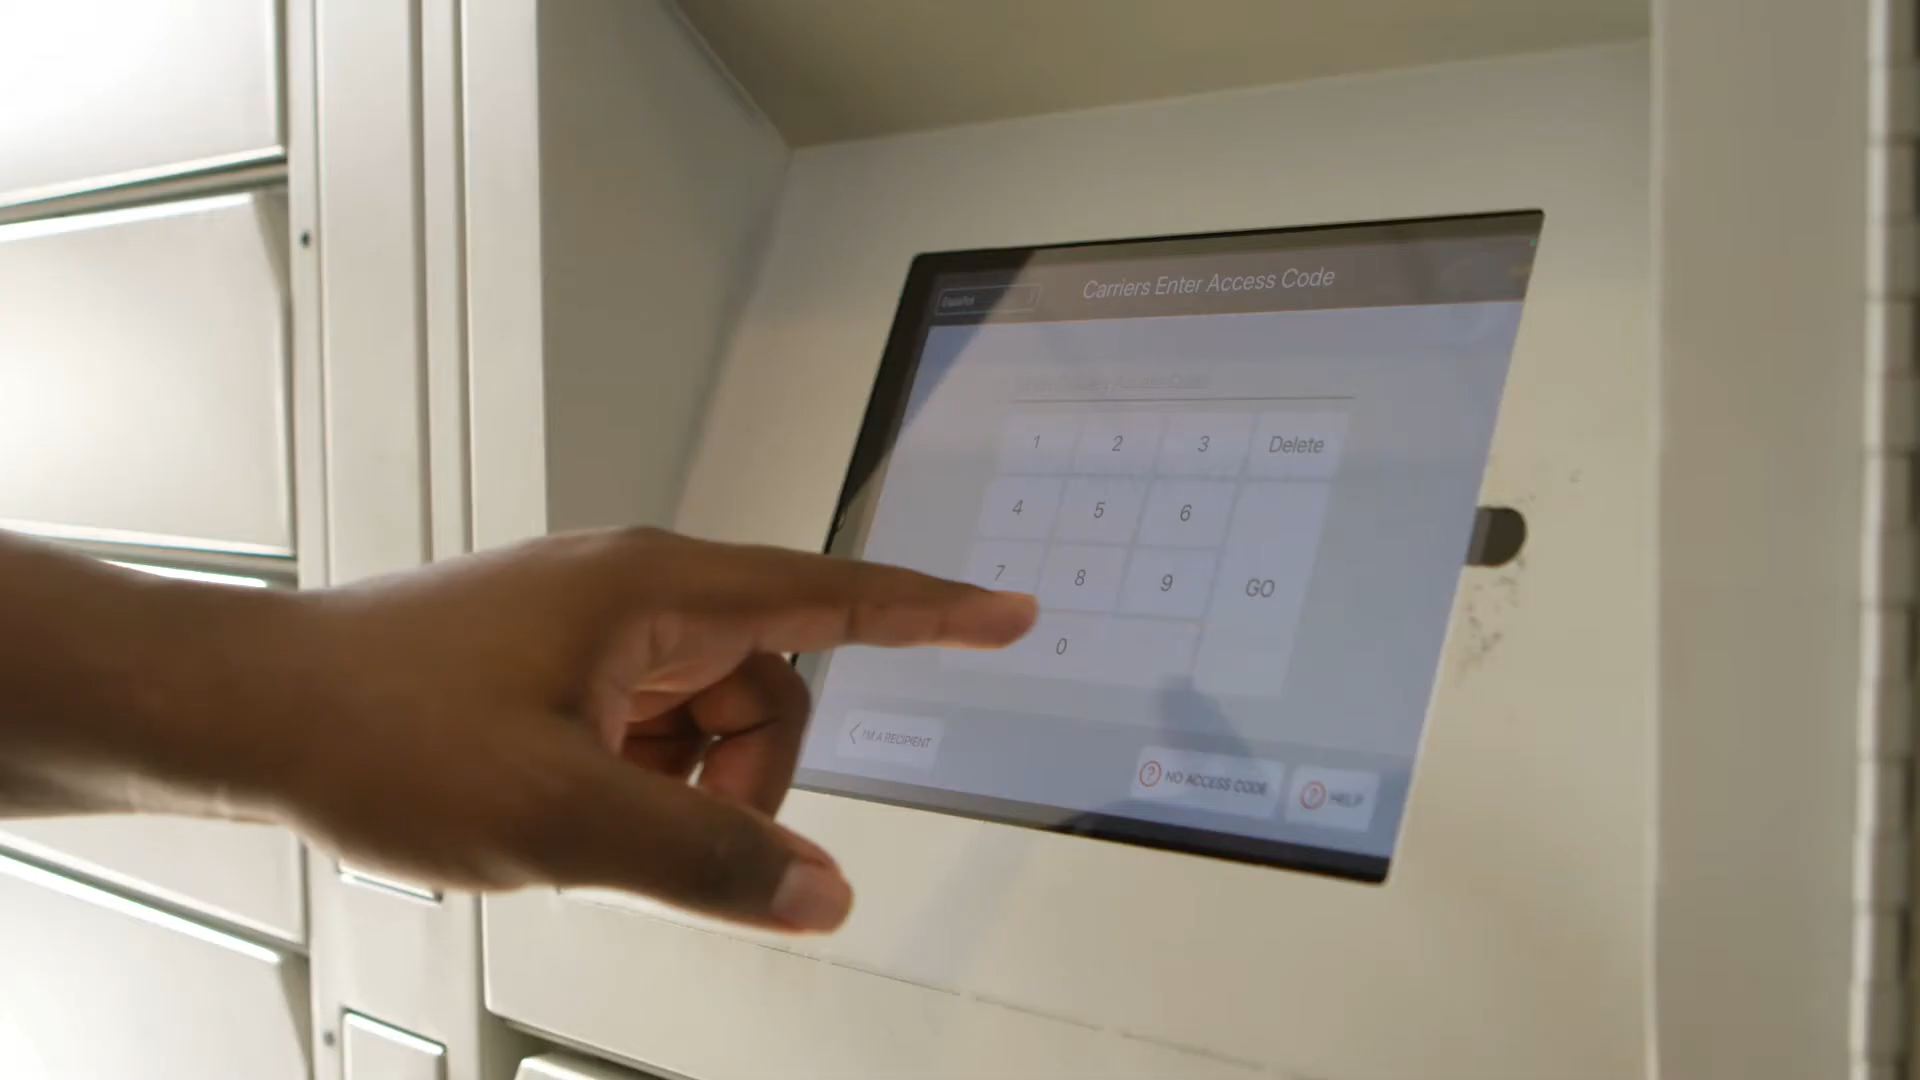 Español
Carriers Enter Access Code
1 2 3 Delete
4 5 6
7 8 9 GO
0
I'M A RECIPIENT
? NO ACCESS CODE
? HELP